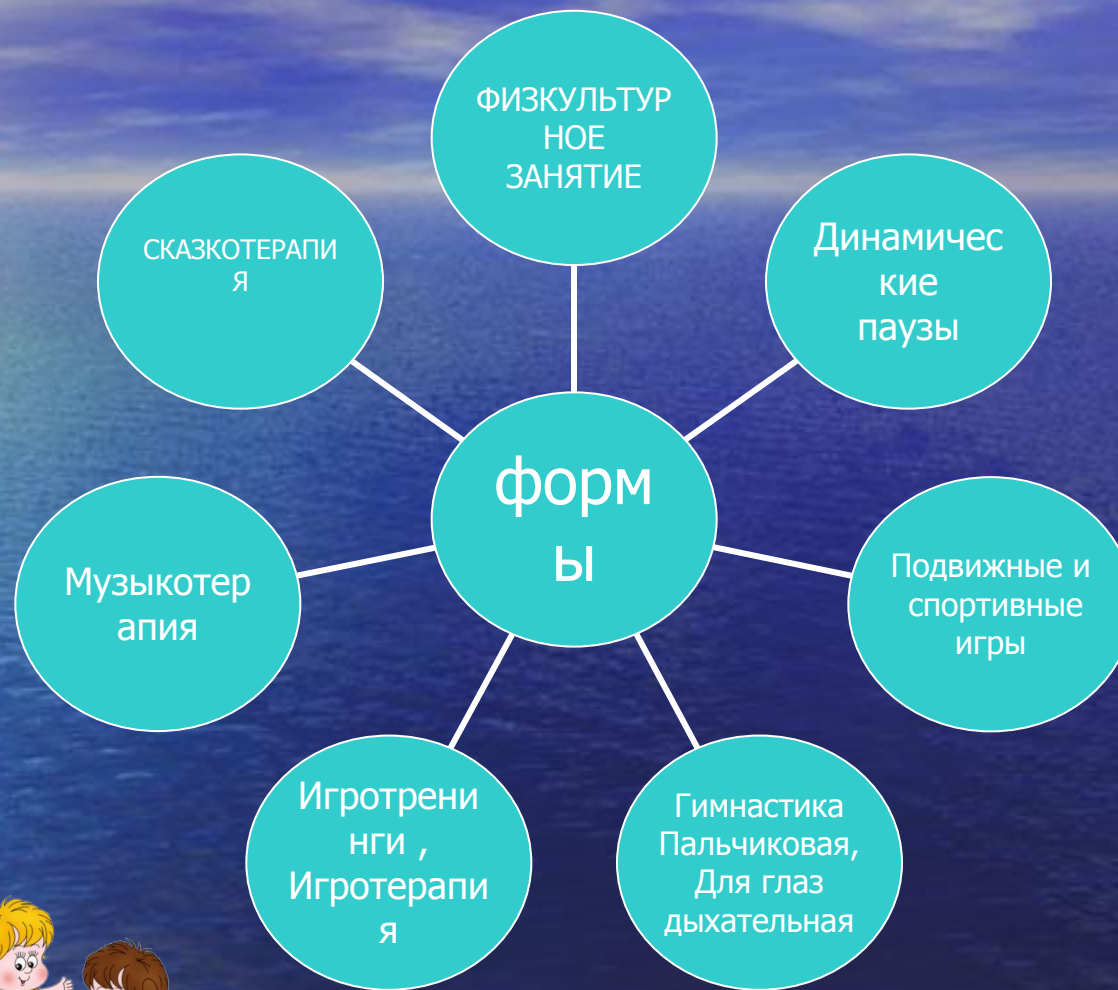 ФИЗКУЛЬТУР
НОЕ
ЗАНЯТИЕ
Динамичес
кие
паузы
Подвижные и
спортивные
игры
Гимнастика
Пальчиковая,
Для глаз
дыхательная
Игротрени
нги ,
Игротерапи
я
Музыкотер
апия
СКАЗКОТЕРАПИ
Я
форм
ы